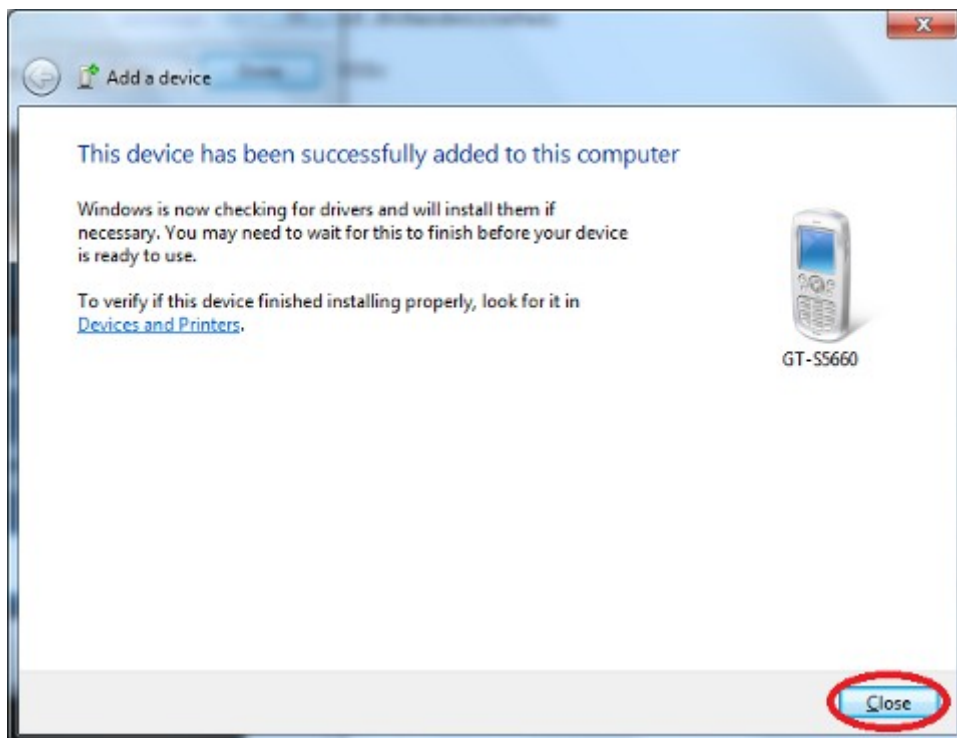 Add a device
This device has been successfully added to this computer
Windows is now checking for drivers and will install them if
necessary. You may need to wait for this to finish before your device
is ready to use.
To verify if this device finished installing properly, look for it in
Devices and Printers.
GT-S5660
Close